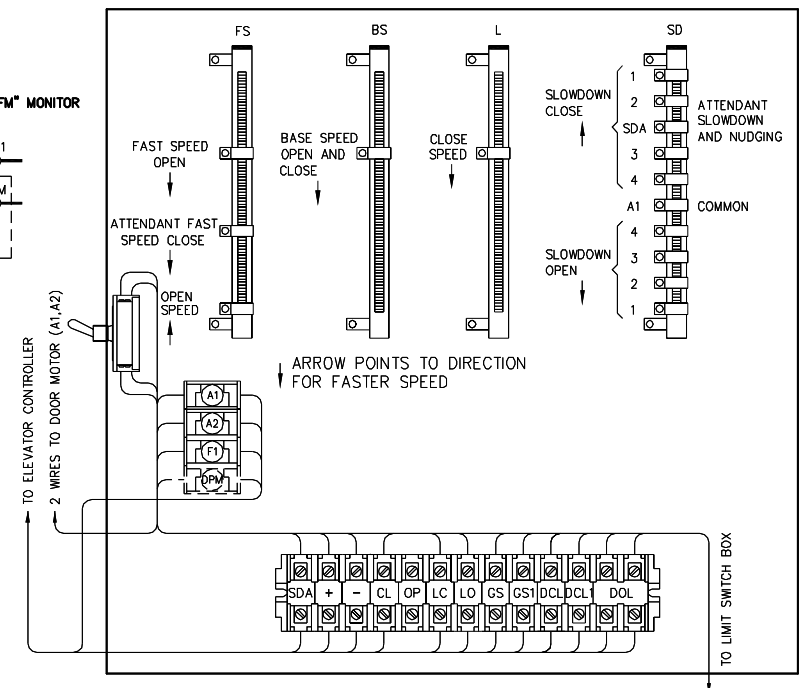 FS
BS
L
SD
FM" MONITOR
1
M
FAST SPEED
OPEN
ATTENDANT FAST
SPEED CLOSE
OPEN
SPEED
BASE SPEED
OPEN AND
CLOSE
CLOSE
SPEED
SLOWDOWN
CLOSE
1
2
SDA
3
4
A1
4
3
2
1
SLOWDOWN
OPEN
ATTENDANT
SLOWDOWN
AND NUDGING
COMMON
ARROW POINTS TO DIRECTION
FOR FASTER SPEED
TO ELEVATOR CONTROLLER
2 WIRES TO DOOR MOTOR (A1,A2)
A1
A2
F1
DPM
SDA + - CL OP LC LO GS GS1 DCL DCL1 DOL
TO LIMIT SWITCH BOX